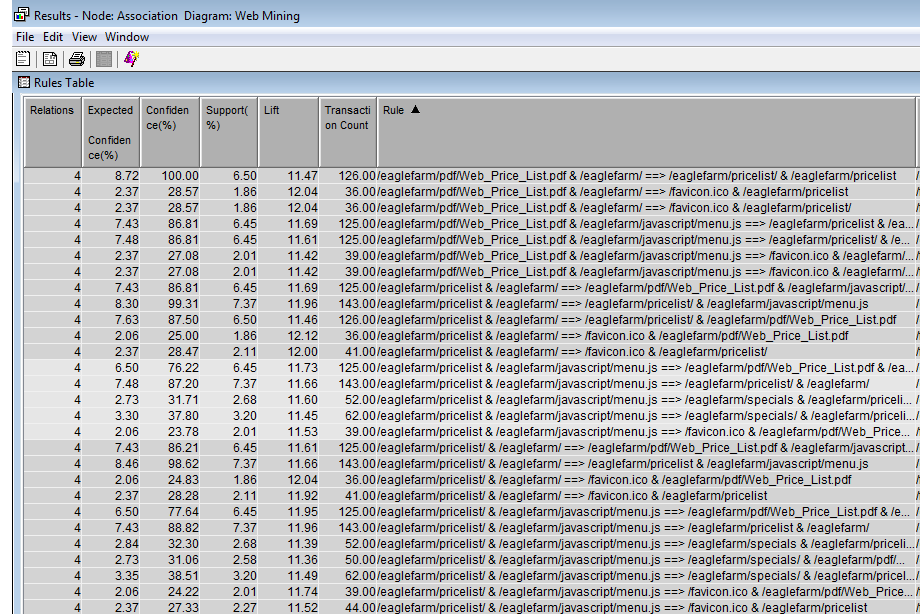 Results - Node: Association  Diagram: Web Mining
File Edit View Window
Rules Table
Relations Expected Confidence(%) Confidence(%) Support(%) Lift Transaction Count Rule ▲
4 8.72 100.00 6.50 11.47 126.00 /eaglefarm/pdf/Web_Price_List.pdf & /eaglefarm/ ==> /eaglefarm/pricelist/ & /eaglefarm/pricelist
4 2.37 28.57 1.86 12.04 36.00 /eaglefarm/pdf/Web_Price_List.pdf & /eaglefarm/ ==> /favicon.ico & /eaglefarm/pricelist
4 2.37 28.57 1.86 12.04 36.00 /eaglefarm/pdf/Web_Price_List.pdf & /eaglefarm/ ==> /favicon.ico & /eaglefarm/pricelist/
4 7.43 86.81 6.45 11.69 125.00 /eaglefarm/pdf/Web_Price_List.pdf & /eaglefarm/javascript/menu.js ==> /eaglefarm/pricelist & /ea...
4 7.48 86.81 6.45 11.61 125.00 /eaglefarm/pdf/Web_Price_List.pdf & /eaglefarm/javascript/menu.js ==> /eaglefarm/pricelist/ & /e...
4 2.37 27.08 2.01 11.42 39.00 /eaglefarm/pdf/Web_Price_List.pdf & /eaglefarm/javascript/menu.js ==> /favicon.ico & /eaglefarm/...
4 2.37 27.08 2.01 11.42 39.00 /eaglefarm/pdf/Web_Price_List.pdf & /eaglefarm/javascript/menu.js ==> /favicon.ico & /eaglefarm/...
4 7.43 86.81 6.45 11.69 125.00 /eaglefarm/pricelist & /eaglefarm/ ==> /eaglefarm/pdf/Web_Price_List.pdf & /eaglefarm/javascript/...
4 8.30 99.31 7.37 11.96 143.00 /eaglefarm/pricelist & /eaglefarm/ ==> /eaglefarm/pricelist/ & /eaglefarm/javascript/menu.js
4 7.63 87.50 6.50 11.46 126.00 /eaglefarm/pricelist & /eaglefarm/ ==> /eaglefarm/pricelist/ & /eaglefarm/pdf/Web_Price_List.pdf
4 2.06 25.00 1.86 12.12 36.00 /eaglefarm/pricelist & /eaglefarm/ ==> /favicon.ico & /eaglefarm/pdf/Web_Price_List.pdf
4 2.37 28.47 2.11 12.00 41.00 /eaglefarm/pricelist & /eaglefarm/ ==> /favicon.ico & /eaglefarm/pricelist/
4 6.50 76.22 6.45 11.73 125.00 /eaglefarm/pricelist & /eaglefarm/javascript/menu.js ==> /eaglefarm/pdf/Web_Price_List.pdf & /ea...
4 7.48 87.20 7.37 11.66 143.00 /eaglefarm/pricelist & /eaglefarm/javascript/menu.js ==> /eaglefarm/pricelist/ & /eaglefarm/
4 2.73 31.71 2.68 11.60 52.00 /eaglefarm/pricelist & /eaglefarm/javascript/menu.js ==> /eaglefarm/specials & /eaglefarm/priceli...
4 3.30 37.80 3.20 11.45 62.00 /eaglefarm/pricelist & /eaglefarm/javascript/menu.js ==> /eaglefarm/specials/ & /eaglefarm/priceli...
4 2.06 23.78 2.01 11.53 39.00 /eaglefarm/pricelist & /eaglefarm/javascript/menu.js ==> /favicon.ico & /eaglefarm/pdf/Web_Price...
4 7.43 86.21 6.45 11.61 125.00 /eaglefarm/pricelist/ & /eaglefarm/ ==> /eaglefarm/pdf/Web_Price_List.pdf & /eaglefarm/javascript...
4 8.46 98.62 7.37 11.66 143.00 /eaglefarm/pricelist/ & /eaglefarm/ ==> /eaglefarm/pricelist & /eaglefarm/javascript/menu.js
4 2.06 24.83 1.86 12.04 36.00 /eaglefarm/pricelist/ & /eaglefarm/ ==> /favicon.ico & /eaglefarm/pdf/Web_Price_List.pdf
4 2.37 28.28 2.11 11.92 41.00 /eaglefarm/pricelist/ & /eaglefarm/ ==> /favicon.ico & /eaglefarm/pricelist
4 6.50 77.64 6.45 11.95 125.00 /eaglefarm/pricelist/ & /eaglefarm/javascript/menu.js ==> /eaglefarm/pdf/Web_Price_List.pdf & /e...
4 7.43 88.82 7.37 11.96 143.00 /eaglefarm/pricelist/ & /eaglefarm/javascript/menu.js ==> /eaglefarm/pricelist & /eaglefarm/
4 2.84 32.30 2.68 11.39 52.00 /eaglefarm/pricelist/ & /eaglefarm/javascript/menu.js ==> /eaglefarm/specials & /eaglefarm/priceli...
4 2.73 31.06 2.58 11.36 50.00 /eaglefarm/pricelist/ & /eaglefarm/javascript/menu.js ==> /eaglefarm/specials/ & /eaglefarm/pdf/...
4 3.35 38.51 3.20 11.49 62.00 /eaglefarm/pricelist/ & /eaglefarm/javascript/menu.js ==> /eaglefarm/specials/ & /eaglefarm/pricel...
4 2.06 24.22 2.01 11.74 39.00 /eaglefarm/pricelist/ & /eaglefarm/javascript/menu.js ==> /favicon.ico & /eaglefarm/pdf/Web_Price...
4 2.37 27.33 2.27 11.52 44.00 /eaglefarm/pricelist/ & /eaglefarm/javascript/menu.js ==> /favicon.ico & /eaglefarm/pricelist